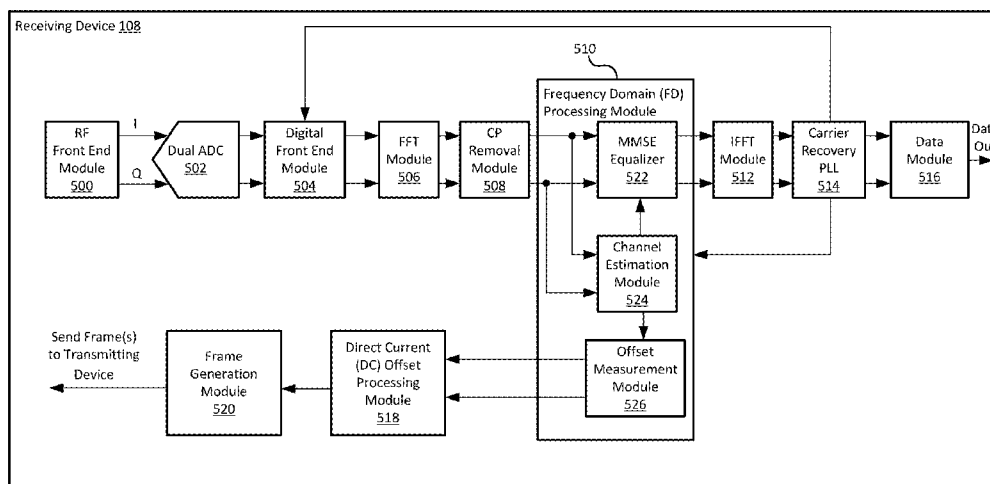 Receiving Device 108
510
Frequency Domain (FD)
Processing Module
RF
Front End
Module
500
I
Q
Dual ADC
502
Digital
Front End
Module
504
FFT
Module
506
CP
Removal
Module
508
MMSE
Equalizer
522
IFFT
Module
512
Carrier
Recovery
PLL
514
Data
Module
516
Dat
Ou
Channel
Estimation
Module
524
Send Frame(s)
to Transmitting
Device
Frame
Generation
Module
520
Direct Current
(DC) Offset
Processing
Module
518
Offset
Measurement
Module
526